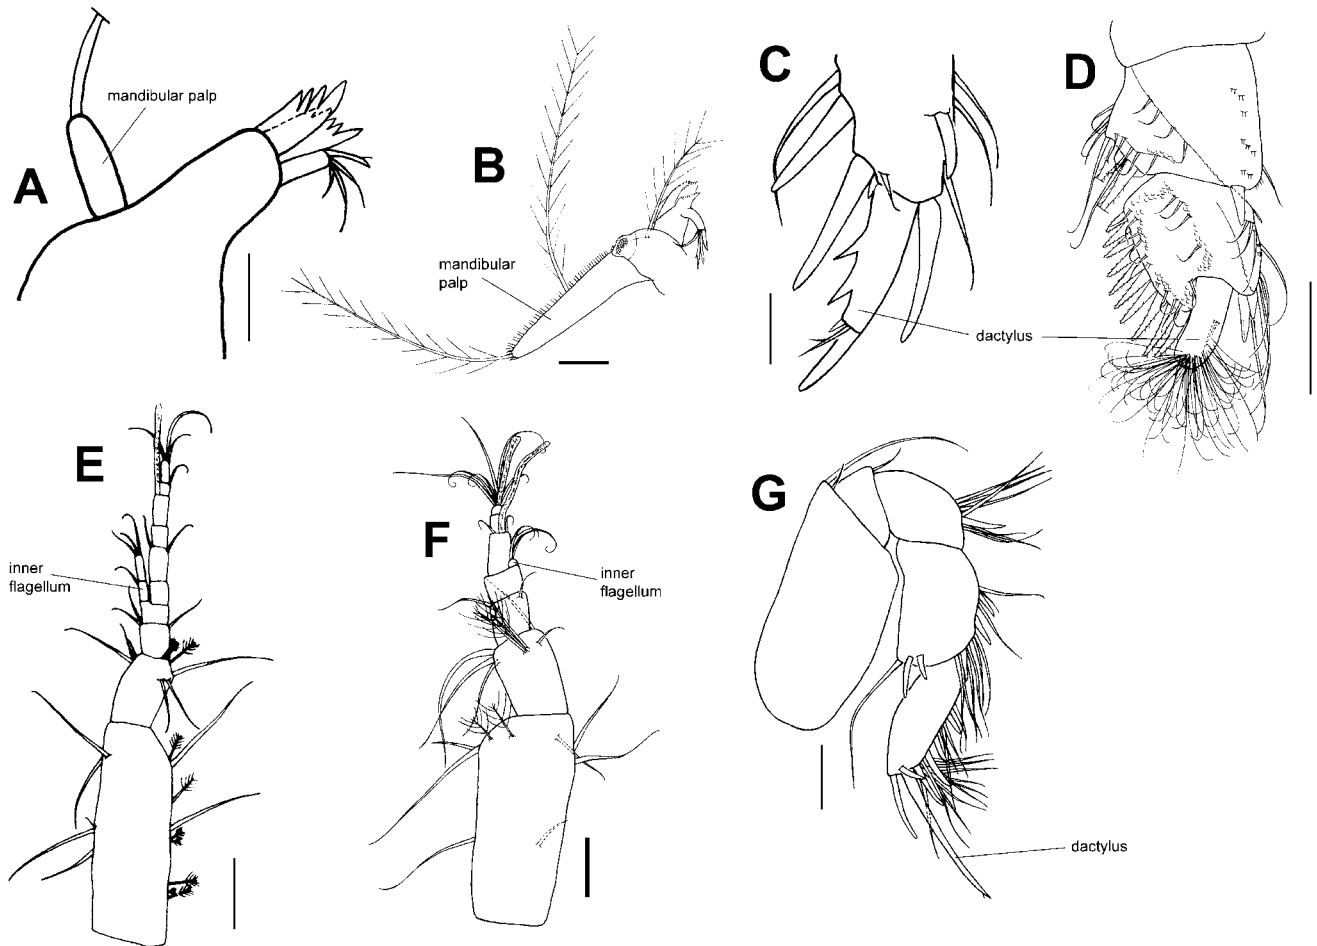 A
mandibular palp
B
mandibular
palp
C
D
dactylus
E
inner
flagellum
F
inner
flagellum
G
dactylus